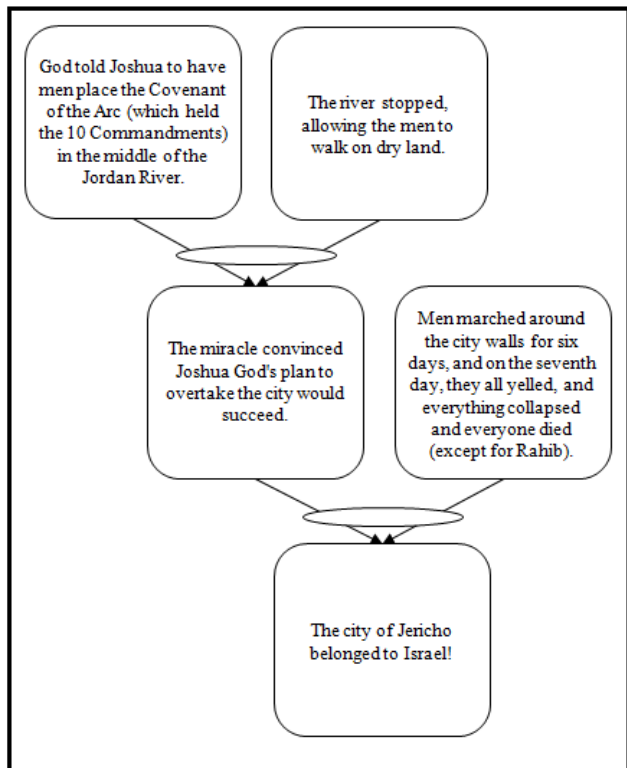 God told Joshua to have
men place the Covenant
of the Arc (which held
the 10 Commandments)
in the middle of the
Jordan River.
The river stopped,
allowing the men to
walk on dry land.
The miracle convinced
Joshua God's plan to
overtake the city would
succeed.
Men marched around
the city walls for six
days, and on the seventh
day, they all yelled, and
everything collapsed
and everyone died
(except for Rahib).
The city of Jericho
belonged to Israel!